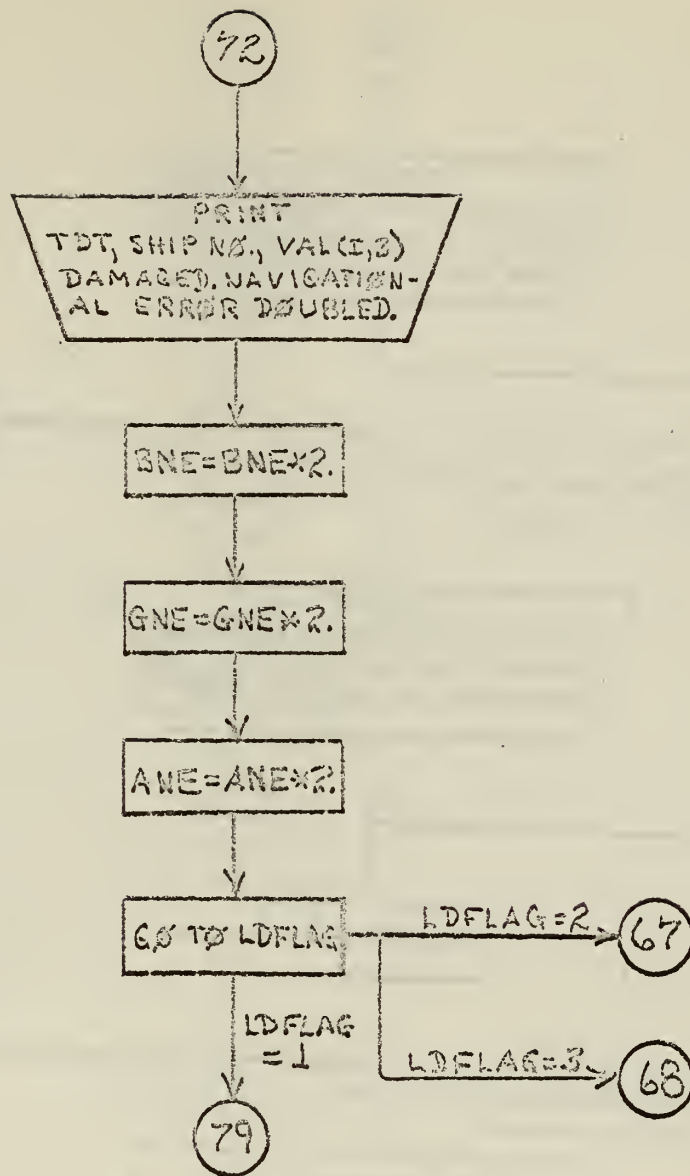 72
PRINT
TDT, SHIP NØ., VAL(I,3)
DAMAGED. NAVIGATIØN-
AL ERRØR DØUBLED.
BNE=BNE*2.
GNE=GNE*2.
ANE=ANE*2.
GØ TØ LDFLAG
LDFLAG=2
67
LDFLAG
=1
LDFLAG=3
68
79